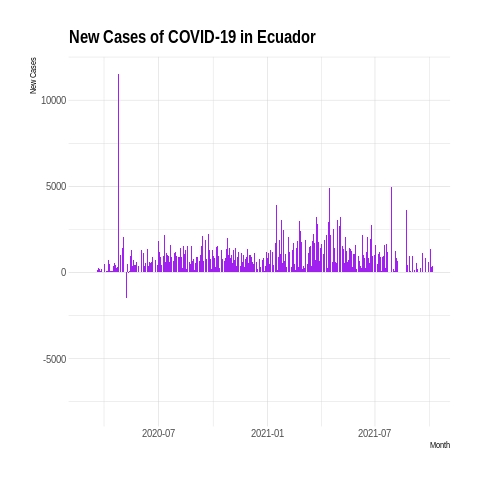 New Cases of COVID-19 in Ecuador
New Cases
10000
5000
0
-5000
2020-07
2021-01
2021-07
Month